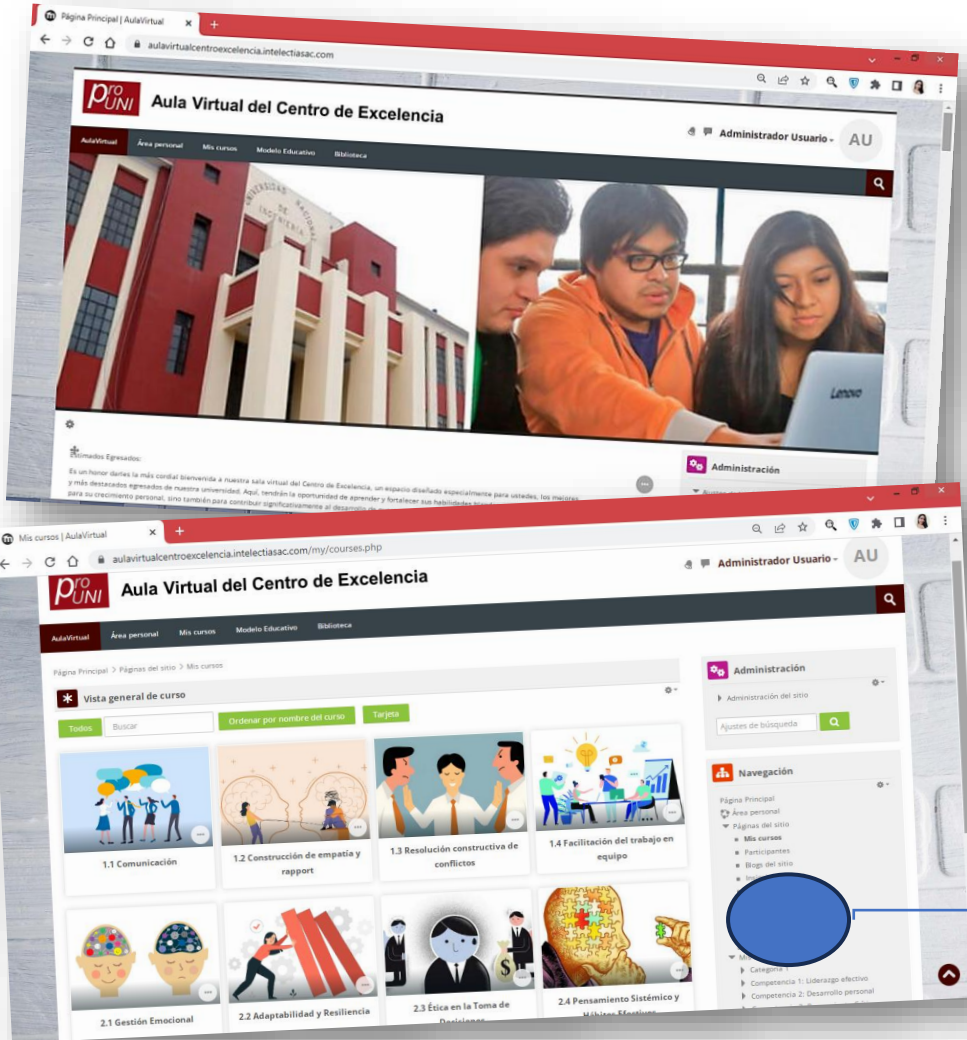 Página Principal | AulaVirtual
aulavirtualcentroexcelencia.intelectiasac.com
pro UNI
Aula Virtual del Centro de Excelencia
Administrador Usuario
AU
AulaVirtual
Área personal
Mis cursos
Modelo Educativo
Biblioteca
UNIVERSIDAD NACIONAL
DE
INGENIERÍA
Lenovo
Estimados Egresados:
Es un honor darles la más cordial bienvenida a nuestra sala virtual del Centro de Excelencia, un espacio diseñado especialmente para ustedes, los mejores
y más destacados egresados de nuestra universidad. Aquí, tendrán la oportunidad de aprender y fortalecer sus habilidades
para su crecimiento personal, sino también para contribuir significativamente al desarrollo de
Administración
Mis cursos | AulaVirtual
aulavirtualcentroexcelencia.intelectiasac.com/my/courses.php
pro UNI
Aula Virtual del Centro de Excelencia
Administrador Usuario
AU
AulaVirtual
Área personal
Mis cursos
Modelo Educativo
Biblioteca
Página Principal > Páginas del sitio > Mis cursos
Vista general de curso
Todos
Buscar
Ordenar por nombre del curso
Tarjeta
1.1 Comunicación
1.2 Construcción de empatía y
rapport
1.3 Resolución constructiva de
conflictos
1.4 Facilitación del trabajo en
equipo
2.1 Gestión Emocional
2.2 Adaptabilidad y Resiliencia
2.3 Ética en la Toma de
Decisiones
2.4 Pensamiento Sistémico y
Hábitos Efectivos
Administración
Administración del sitio
Ajustes de búsqueda
Navegación
Página Principal
Área personal
Páginas del sitio
Mis cursos
Participantes
Blogs del sitio
Categoría 1
Competencia 1: Liderazgo efectivo
Competencia 2: Desarrollo personal